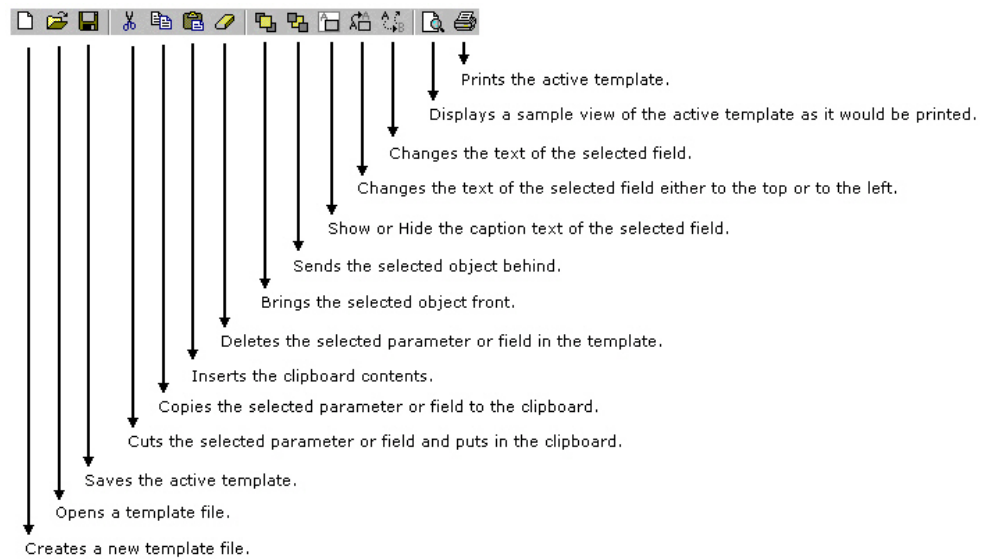 Prints the active template.
Displays a sample view of the active template as it would be printed.
Changes the text of the selected field.
Changes the text of the selected field either to the top or to the left.
Show or Hide the caption text of the selected field.
Sends the selected object behind.
Brings the selected object front.
Deletes the selected parameter or field in the template.
Inserts the clipboard contents.
Copies the selected parameter or field to the clipboard.
Cuts the selected parameter or field and puts in the clipboard.
Saves the active template.
Opens a template file.
Creates a new template file.